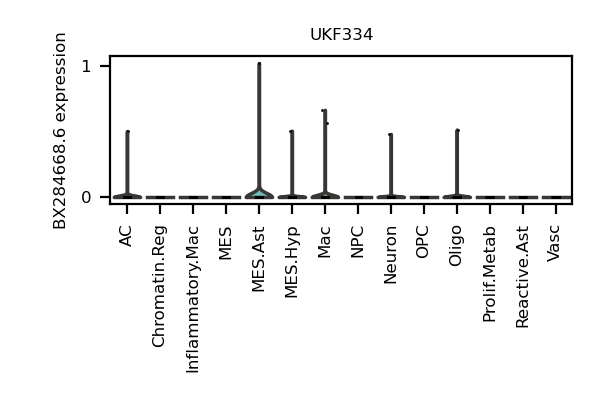 UKF334
BX284668.6 expression
1
0
AC
Chromatin.Reg
Inflammatory.Mac
MES
MES.Ast
MES.Hyp
Mac
NPC
Neuron
OPC
Oligo
Prolif.Metab
Reactive.Ast
Vasc